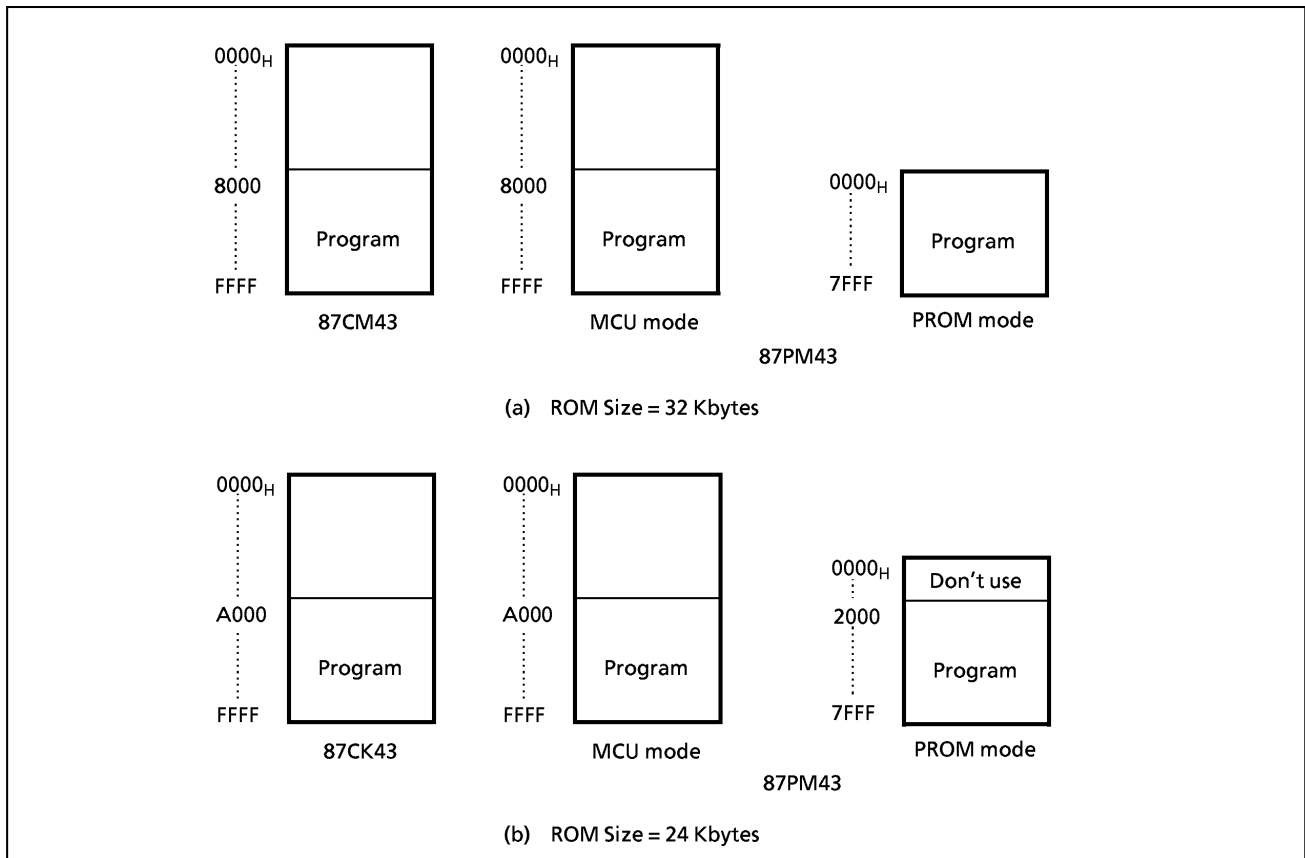 0000H
8000
Program
FFFF
87CM43
0000H
8000
Program
FFFF
MCU mode
0000H
Program
7FFF
PROM mode
87PM43
(a) ROM Size = 32 Kbytes
0000H
A000
Program
FFFF
87CK43
0000H
A000
Program
FFFF
MCU mode
0000H
Don't use
2000
Program
7FFF
PROM mode
87PM43
(b) ROM Size = 24 Kbytes